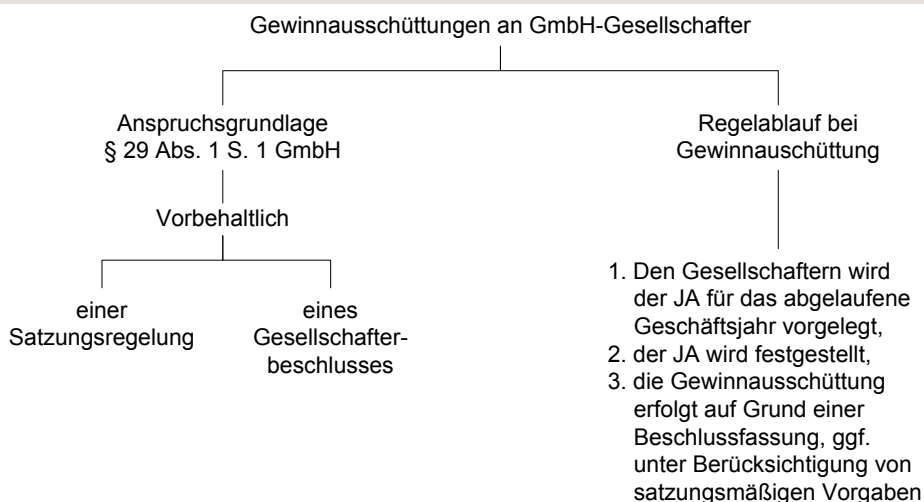 Gewinnausschüttungen an GmbH-Gesellschafter
Anspruchsgrundlage
§ 29 Abs. 1 S. 1 GmbH
Vorbehaltlich
einer
Satzungsregelung
eines
Gesellschafter-
beschlusses
Regelablauf bei
Gewinnauschüttung
1. Den Gesellschaftern wird
der JA für das abgelaufene
Geschäftsjahr vorgelegt,
2. der JA wird festgestellt,
3. die Gewinnausschüttung
erfolgt auf Grund einer
Beschlussfassung, ggf.
unter Berücksichtigung von
satzungsmäßigen Vorgaben